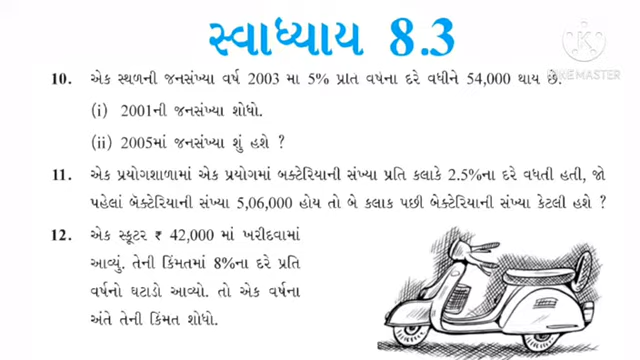 સ્વાધ્યાય 8.3
KINEMASTER
10. એક સ્થળની જનસંખ્યા વર્ષ 2003 મા 5% પ્રતિ વર્ષના દરે વધીને 54,000 થાય છે.
(i) 2001ની જનસંખ્યા શોધો.
(ii) 2005માં જનસંખ્યા શું હશે ?
11. એક પ્રયોગશાળામાં એક પ્રયોગમાં બક્ટેરિયાની સંખ્યા પ્રતિ કલાકે 2.5%ના દરે વધતી હતી, જો
પહેલાં બૅક્ટેરિયાની સંખ્યા 5,06,000 હોય તો બે કલાક પછી બેક્ટેરિયાની સંખ્યા કેટલી હશે ?
12. એક સ્કૂટર ₹ 42,000 માં ખરીદવામાં
આવ્યું. તેની કિંમતમાં 8%ના દરે પ્રતિ
વર્ષનો ઘટાડો આવ્યો. તો એક વર્ષના
અંતે તેની કિંમત શોધો.